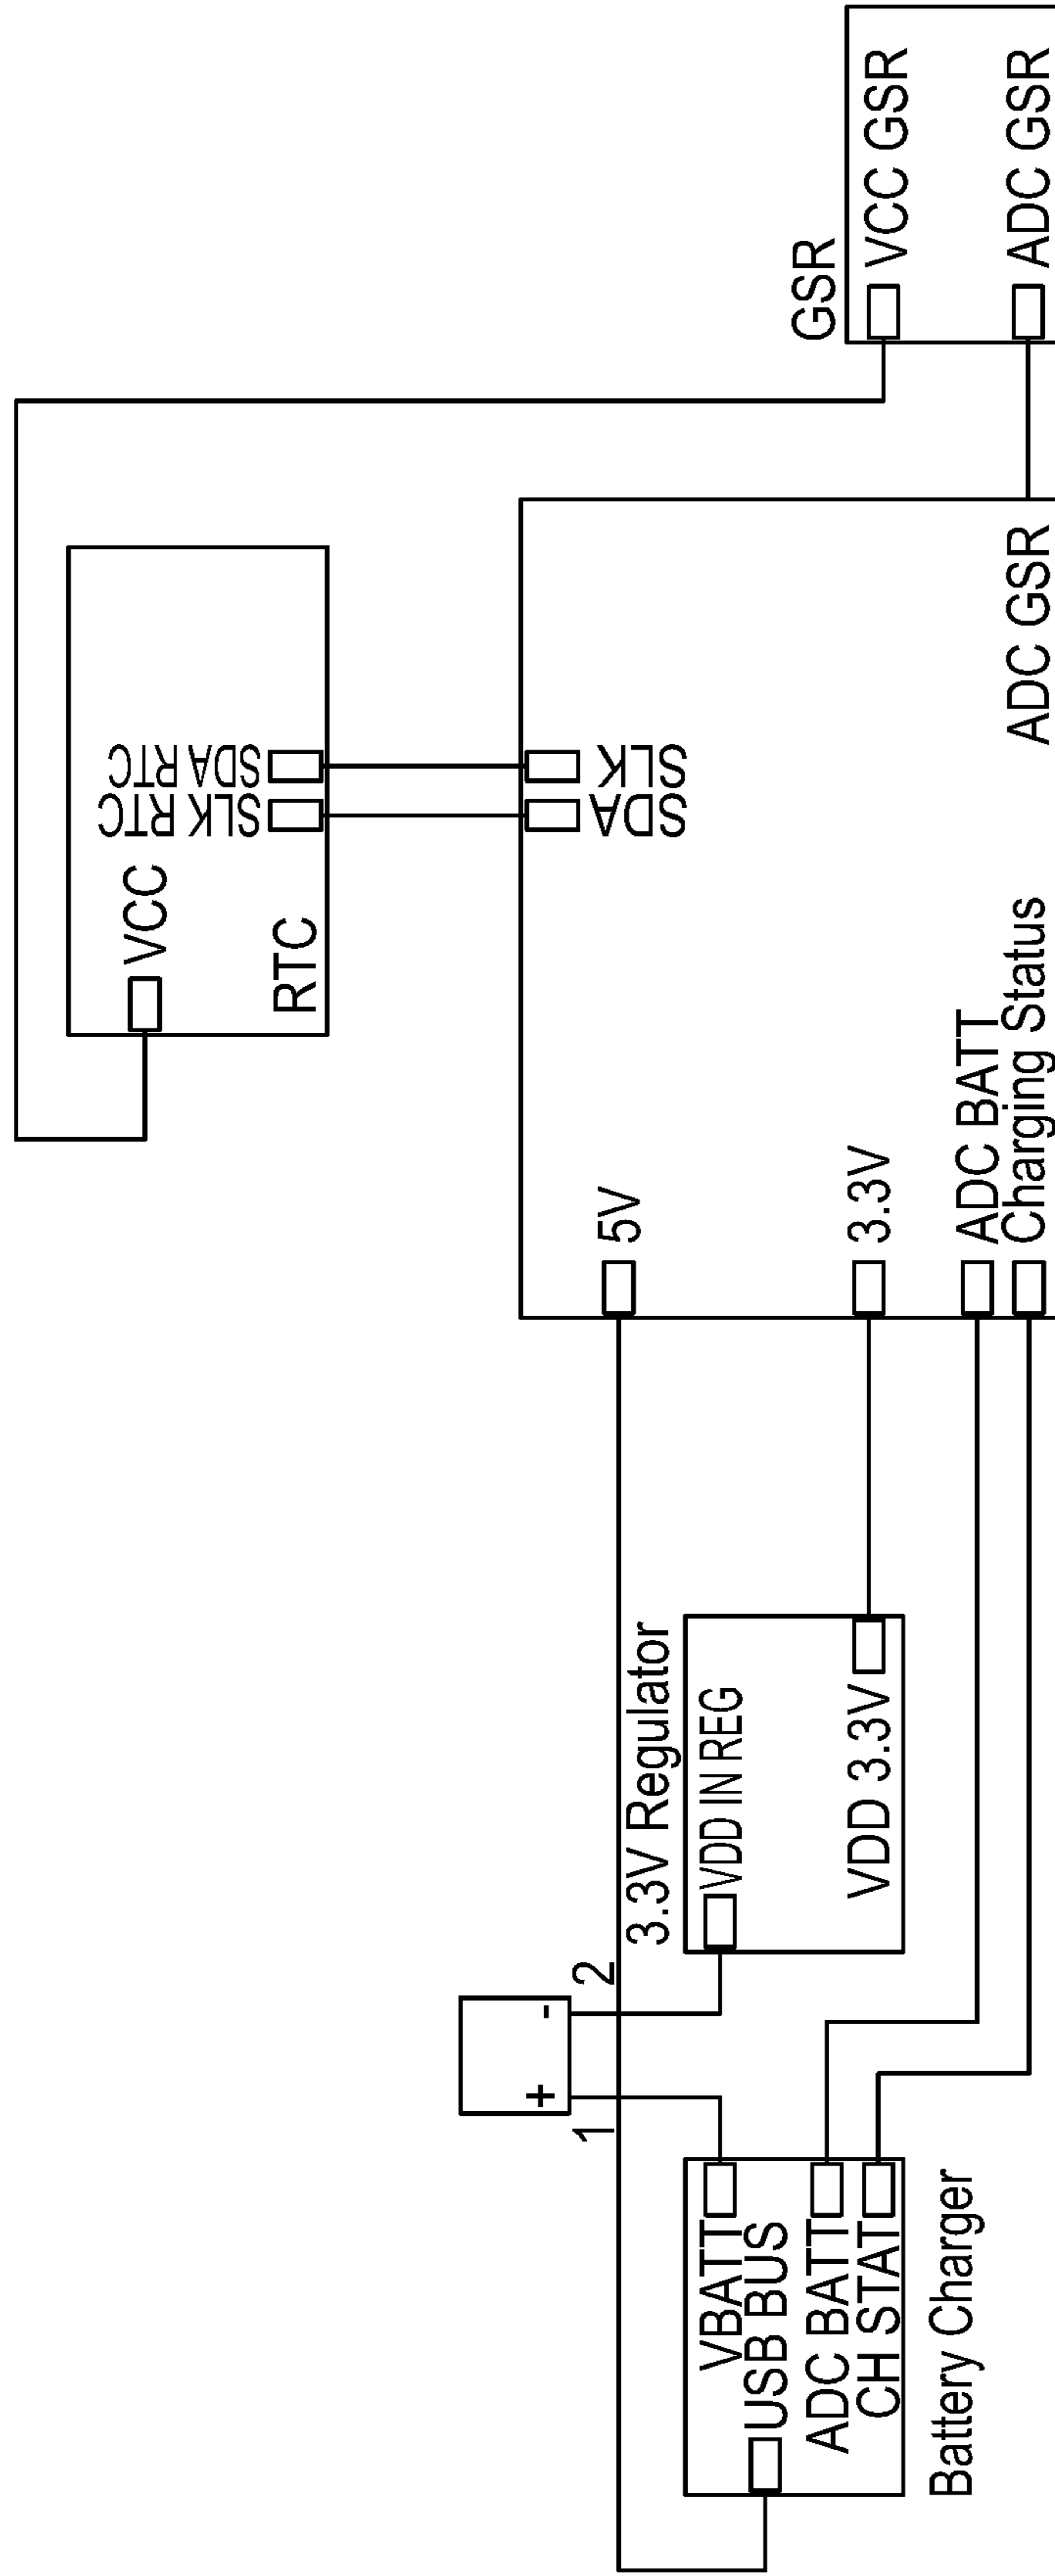 VCC
SLK RTC
SDA RTC
RTC
GSR
VCC GSR
ADC GSR
5V
SDA
SLK
3.3V
ADC BATT
Charging Status
ADC GSR
+
-
1
2
3.3V Regulator
VDD IN REG
VDD 3.3V
VBATT
USB BUS
ADC BATT
CH STAT
Battery Charger